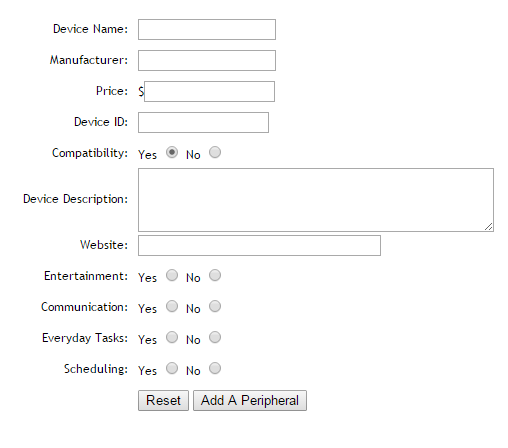 Device Name:
Manufacturer:
Price: $
Device ID:
Compatibility: Yes No
Device Description:
Website:
Entertainment: Yes No
Communication: Yes No
Everyday Tasks: Yes No
Scheduling: Yes No
Reset Add A Peripheral